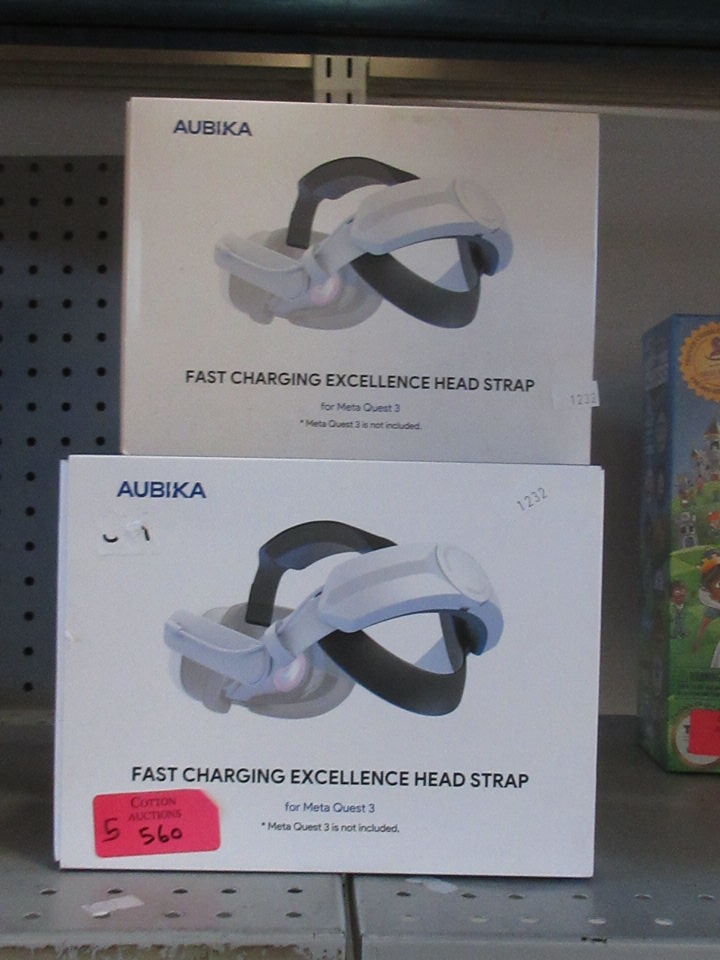 AUBIKA
FAST CHARGING EXCELLENCE HEAD STRAP
for Meta Quest 3
* Meta Quest 3 is not included.
1232
AUBIKA
1232
FAST CHARGING EXCELLENCE HEAD STRAP
for Meta Quest 3
* Meta Quest 3 is not included.
COTTON
AUCTIONS
5 560